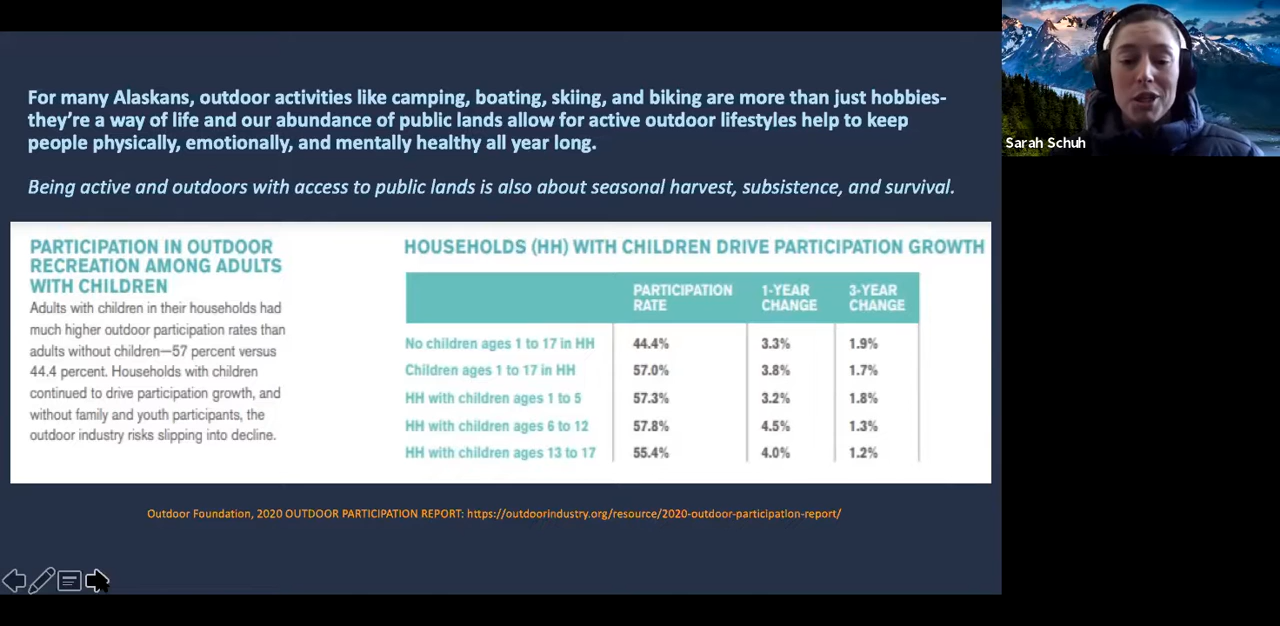 For many Alaskans, outdoor activities like camping, boating, skiing, and biking are more than just hobbies-
they're a way of life and our abundance of public lands allow for active outdoor lifestyles help to keep
people physically, emotionally, and mentally healthy all year long.
Being active and outdoors with access to public lands is also about seasonal harvest, subsistence, and survival.
PARTICIPATION IN OUTDOOR
RECREATION AMONG ADULTS
WITH CHILDREN
Adults with children in their households had
much higher outdoor participation rates than
adults without children—57 percent versus
44.4 percent. Households with children
continued to drive participation growth, and
without family and youth participants, the
outdoor industry risks slipping into decline.
HOUSEHOLDS (HH) WITH CHILDREN DRIVE PARTICIPATION GROWTH
PARTICIPATION RATE 1-YEAR CHANGE 3-YEAR CHANGE
No children ages 1 to 17 in HH 44.4% 3.3% 1.9%
Children ages 1 to 17 in HH 57.0% 3.8% 1.7%
HH with children ages 1 to 5 57.3% 3.2% 1.8%
HH with children ages 6 to 12 57.8% 4.5% 1.3%
HH with children ages 13 to 17 55.4% 4.0% 1.2%
Outdoor Foundation, 2020 OUTDOOR PARTICIPATION REPORT: https://outdoorindustry.org/resource/2020-outdoor-participation-report/
Sarah Schuh